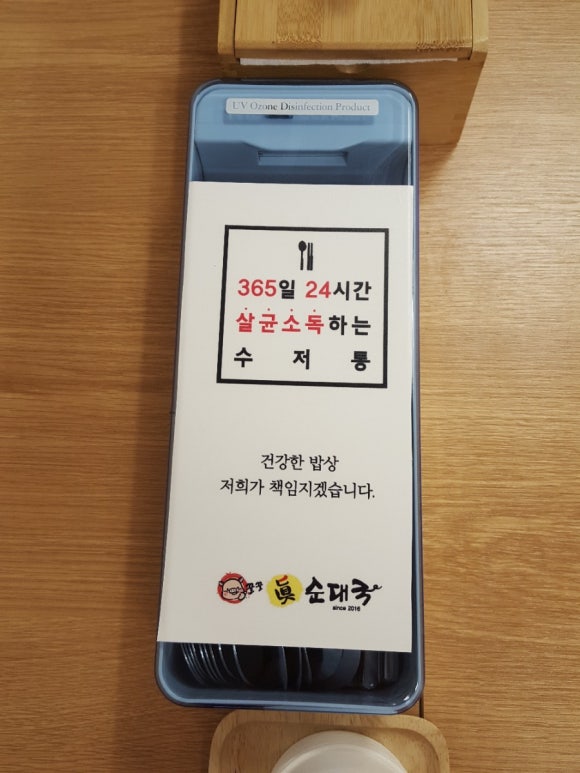 UV Ozone Disinfection Product
365일 24시간
살균소독하는
수 저 통
건강한 밥상
저희가 책임지겠습니다.
眞 순대국
since 2016